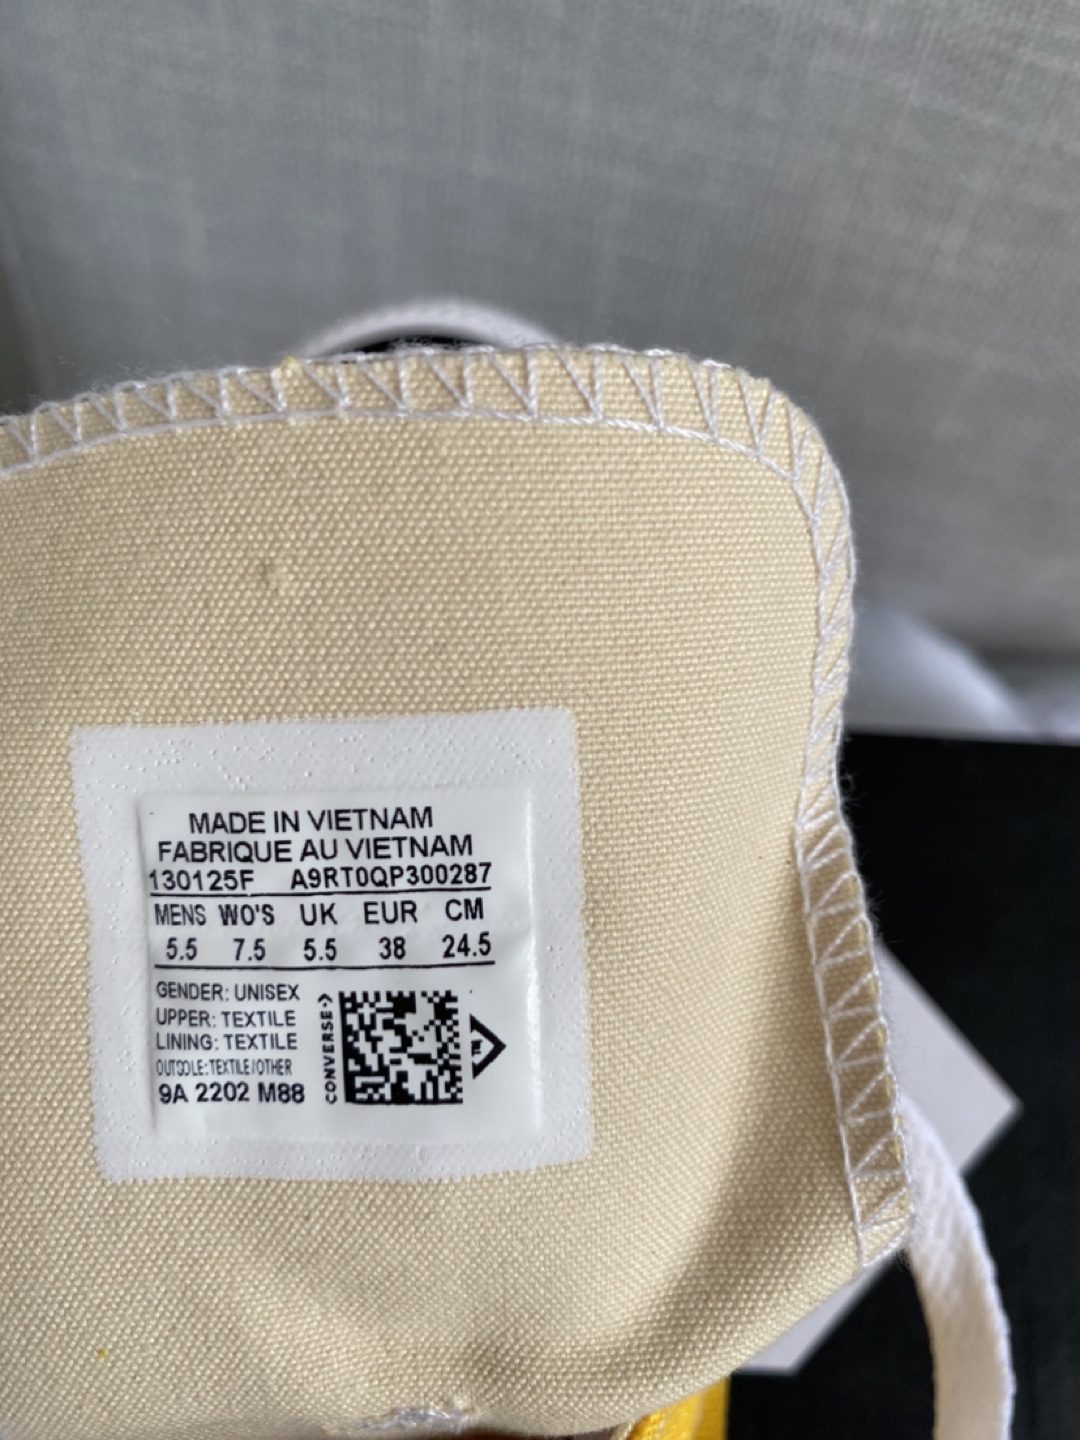 MADE IN VIETNAM
FABRIQUE AU VIETNAM
130125F A9RT0QP300287
MENS WO'S UK EUR CM
5.5 7.5 5.5 38 24.5
GENDER: UNISEX
UPPER: TEXTILE
LINING: TEXTILE
OUTSOLE: TEXTILE/OTHER
9A 2202 M88
CONVERSE
TM